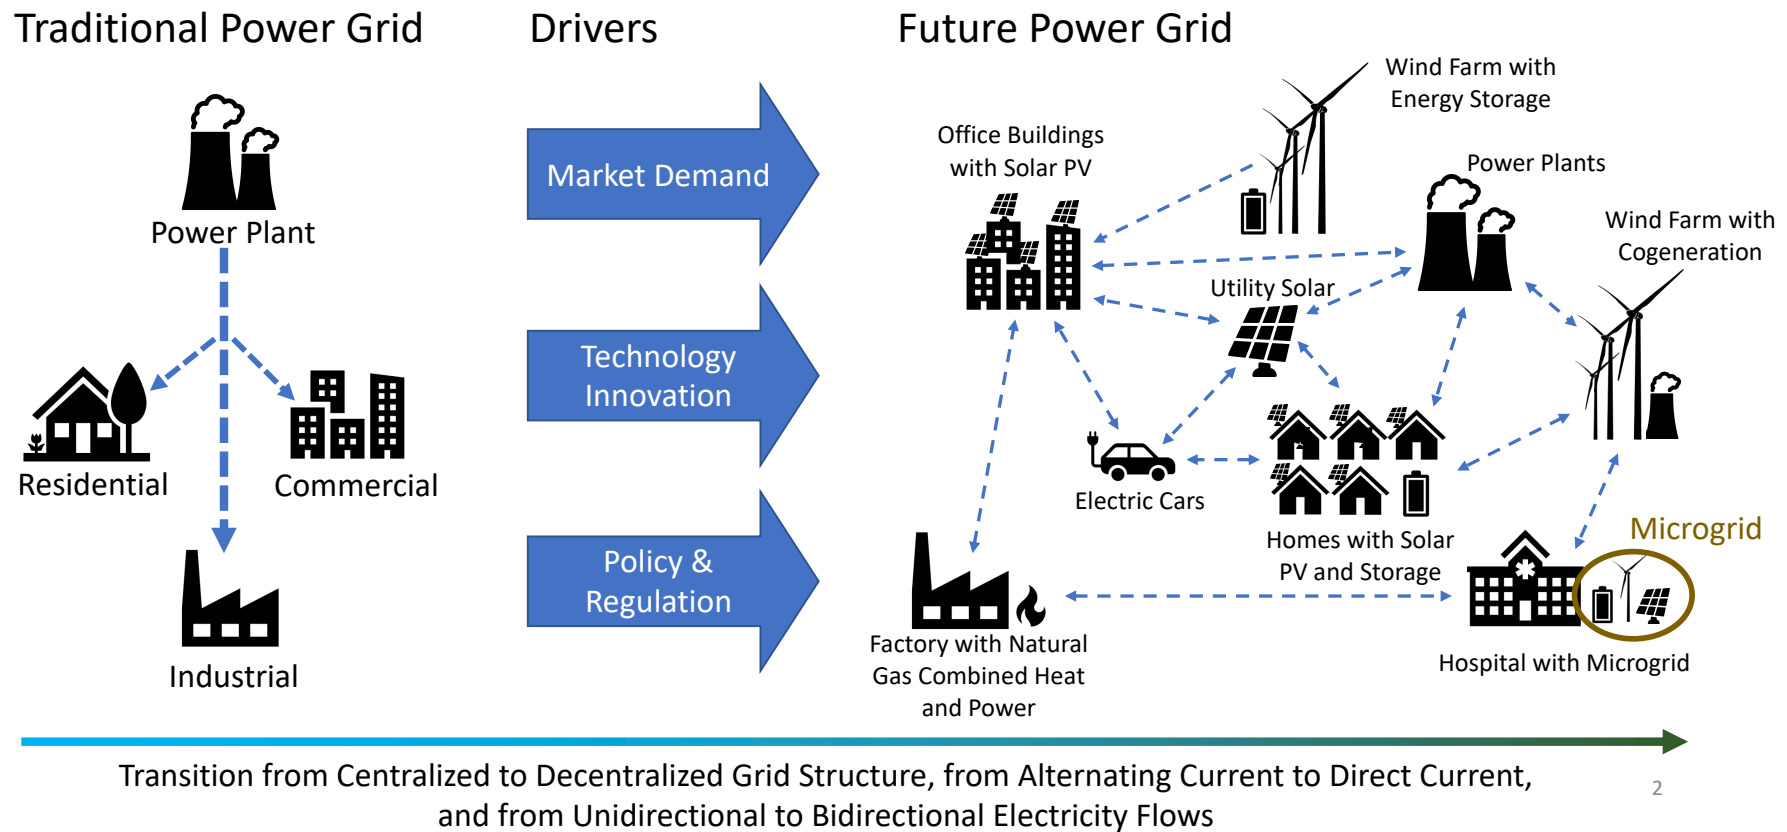 Traditional Power Grid
Power Plant
Residential
Commercial
Industrial
Drivers
Market Demand
Technology
Innovation
Policy &
Regulation
Future Power Grid
Wind Farm with
Energy Storage
Office Buildings
with Solar PV
Power Plants
Wind Farm with
Cogeneration
Utility Solar
Electric Cars
Homes with Solar
PV and Storage
Microgrid
Factory with Natural
Gas Combined Heat
and Power
Hospital with Microgrid
Transition from Centralized to Decentralized Grid Structure, from Alternating Current to Direct Current,
and from Unidirectional to Bidirectional Electricity Flows
2